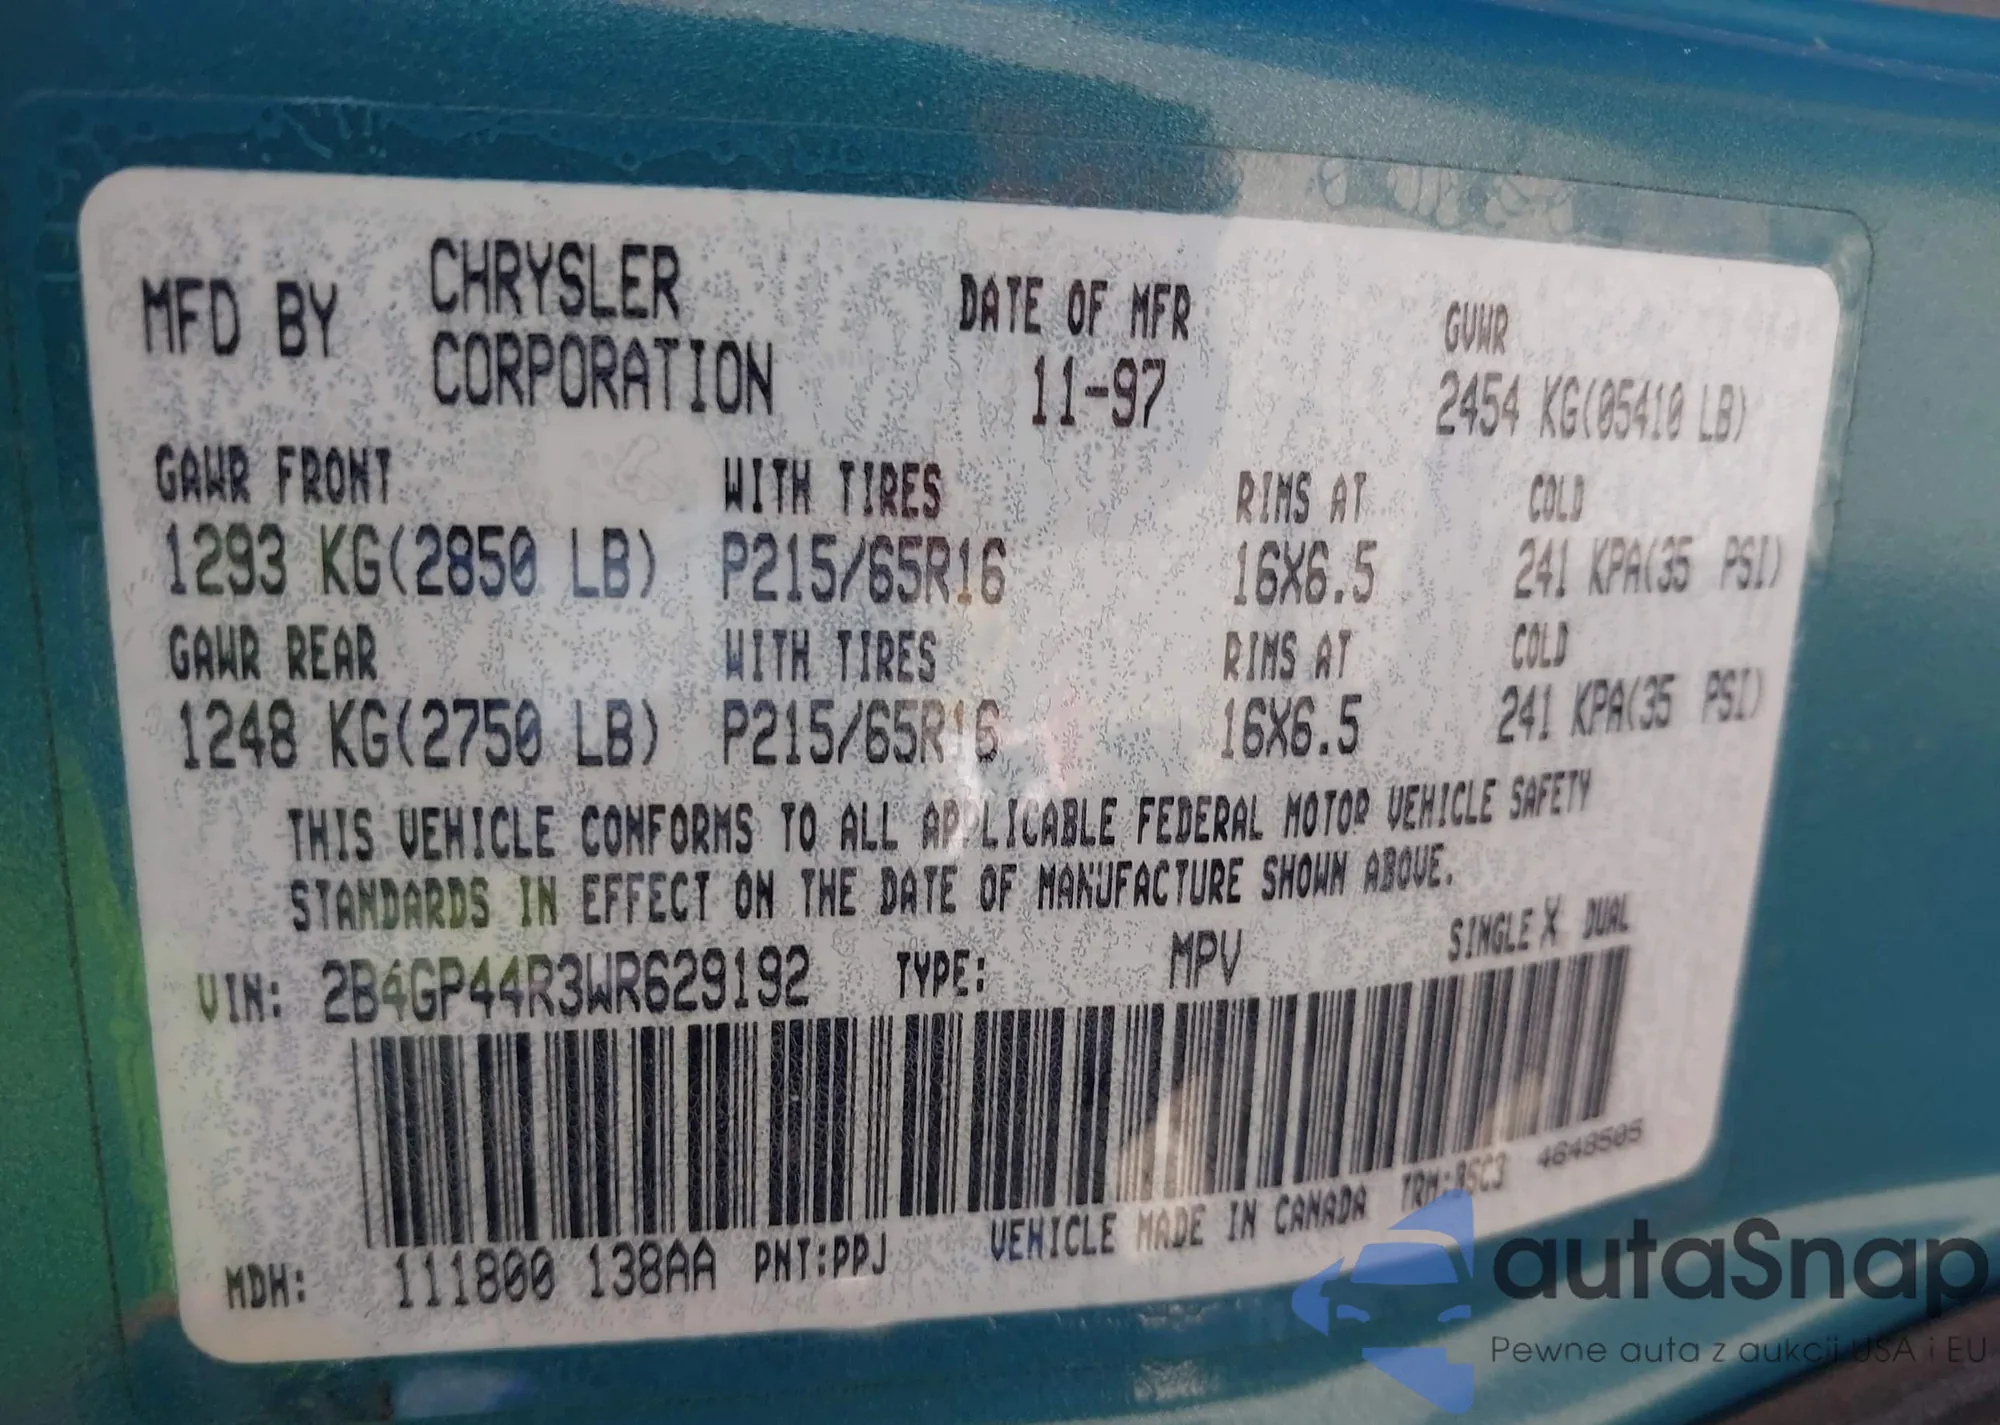 MFD BY CHRYSLER CORPORATION DATE OF MFR 11-97 GVWR 2454 KG(05410 LB)
GAWR FRONT WITH TIRES RIMS AT COLD
1293 KG(2850 LB) P215/65R16 16X6.5 241 KPA(35 PSI)
GAWR REAR WITH TIRES RIMS AT COLD
1248 KG(2750 LB) P215/65R16 16X6.5 241 KPA(35 PSI)
THIS VEHICLE CONFORMS TO ALL APPLICABLE FEDERAL MOTOR VEHICLE SAFETY
STANDARDS IN EFFECT ON THE DATE OF MANUFACTURE SHOWN ABOVE.
VIN: 2B4GP44R3WR629192 TYPE: MPV SINGLE X DUAL
MDH: 111800 138AA PNT:PPJ VEHICLE MADE IN CANADA 4648505
autaSnap
Pewne auta z aukcji USA i EU